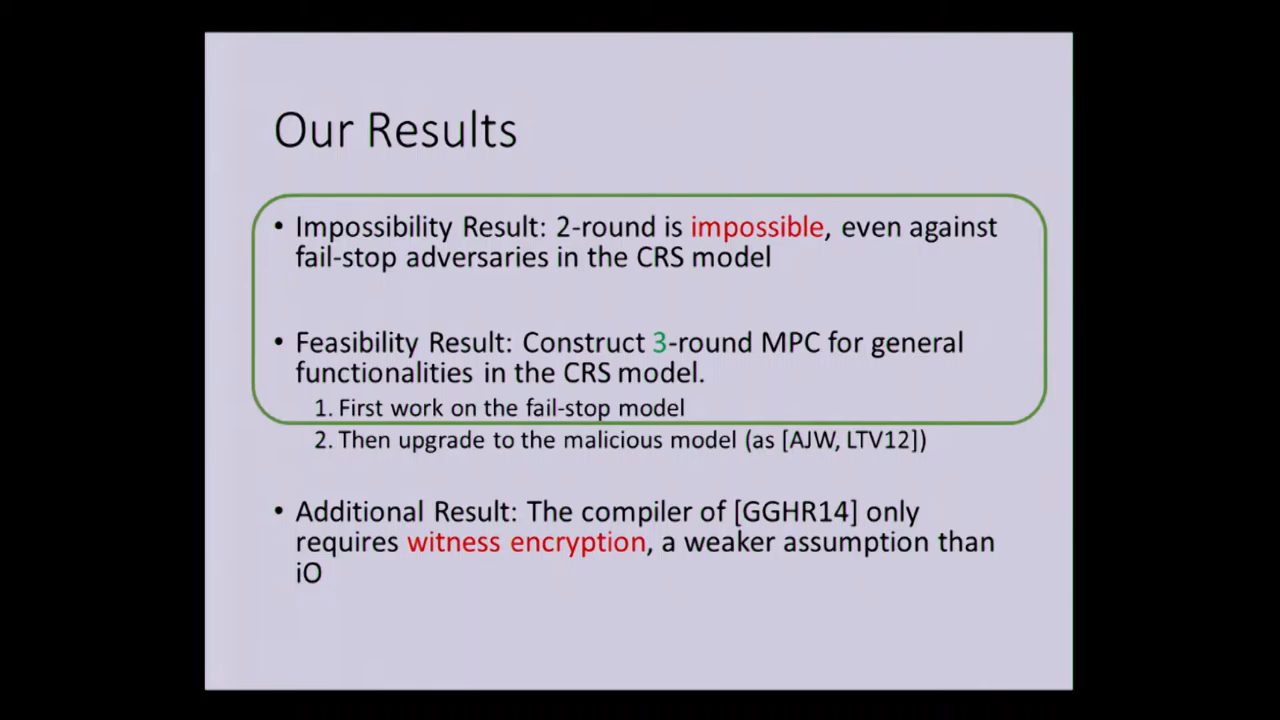 Our Results
• Impossibility Result: 2-round is impossible, even against
fail-stop adversaries in the CRS model
• Feasibility Result: Construct 3-round MPC for general
functionalities in the CRS model.
1. First work on the fail-stop model
2. Then upgrade to the malicious model (as [AJW, LTV12])
• Additional Result: The compiler of [GGHR14] only
requires witness encryption, a weaker assumption than
iO